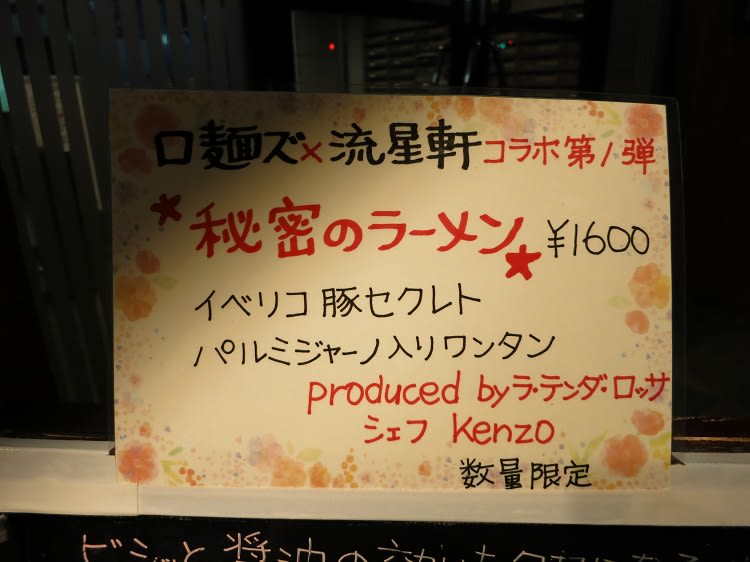 口麺ズ×流星軒コラボ第1弾
★秘密のラーメン★ ¥1600
イベリコ豚セクレト
パルミジャーノ入りワンタン
produced by ラ・テンダ・ロッサ
シェフ Kenzo
数量限定